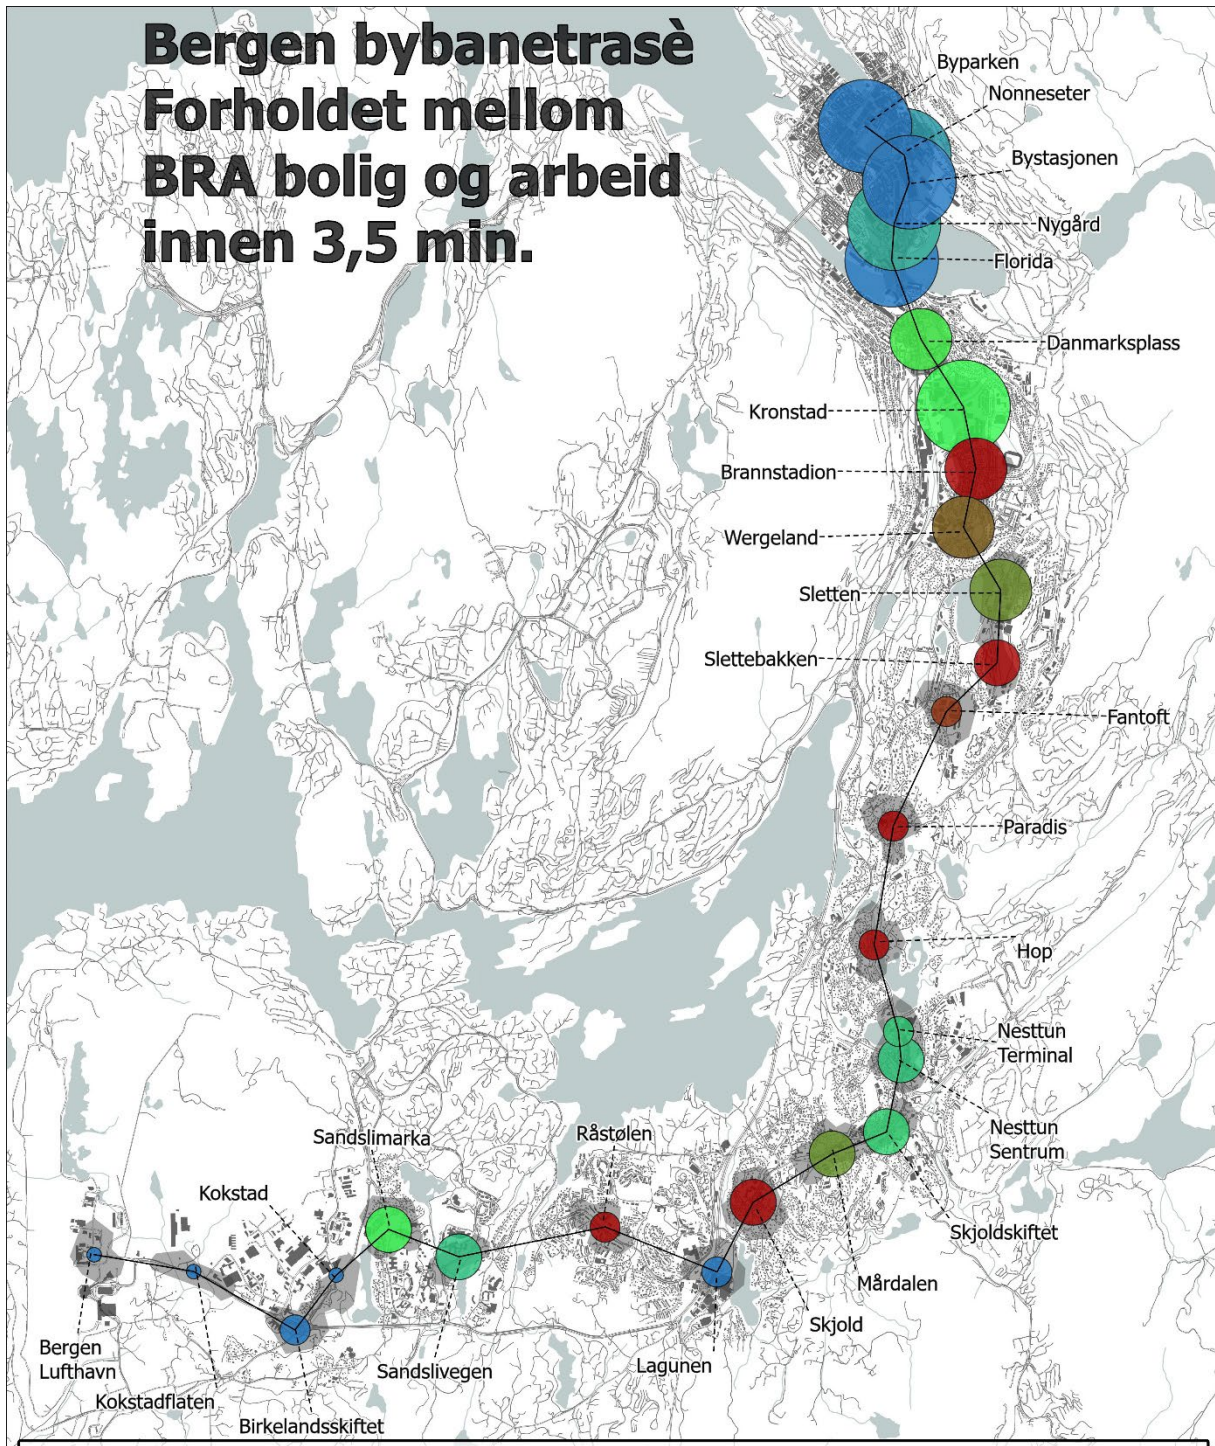 Bergen bybanetrasè
Forholdet mellom
BRA bolig og arbeid
innen 3,5 min.
Byparken
Nonneseter
Bystasjonen
Nygård
Florida
Danmarksplass
Kronstad
Brannstadion
Wergeland
Sletten
Slettebakken
Fantoft
Paradis
Hop
Nesttun
Terminal
Nesttun
Sentrum
Sandslimarka
Råstølen
Kokstad
Skjoldskiftet
Mårdalen
Skjold
Bergen
Lufthavn
Lagunen
Sandslivegen
Kokstadflaten
Birkelandsskiftet